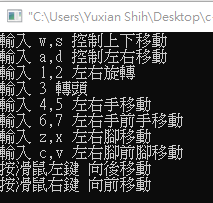 "C:\Users\Yuxian Shih\Desktop\c
輸入 w,s 控制上下移動
輸入 a,d 控制左右移動
輸入 1,2 左右旋轉
輸入 3 轉頭
輸入 4,5 左右手移動
輸入 6,7 左右手前手移動
輸入 z,x 左右腳移動
輸入 c,v 左右腳前腳移動
按滑鼠左鍵 向後移動
按滑鼠右鍵 向前移動